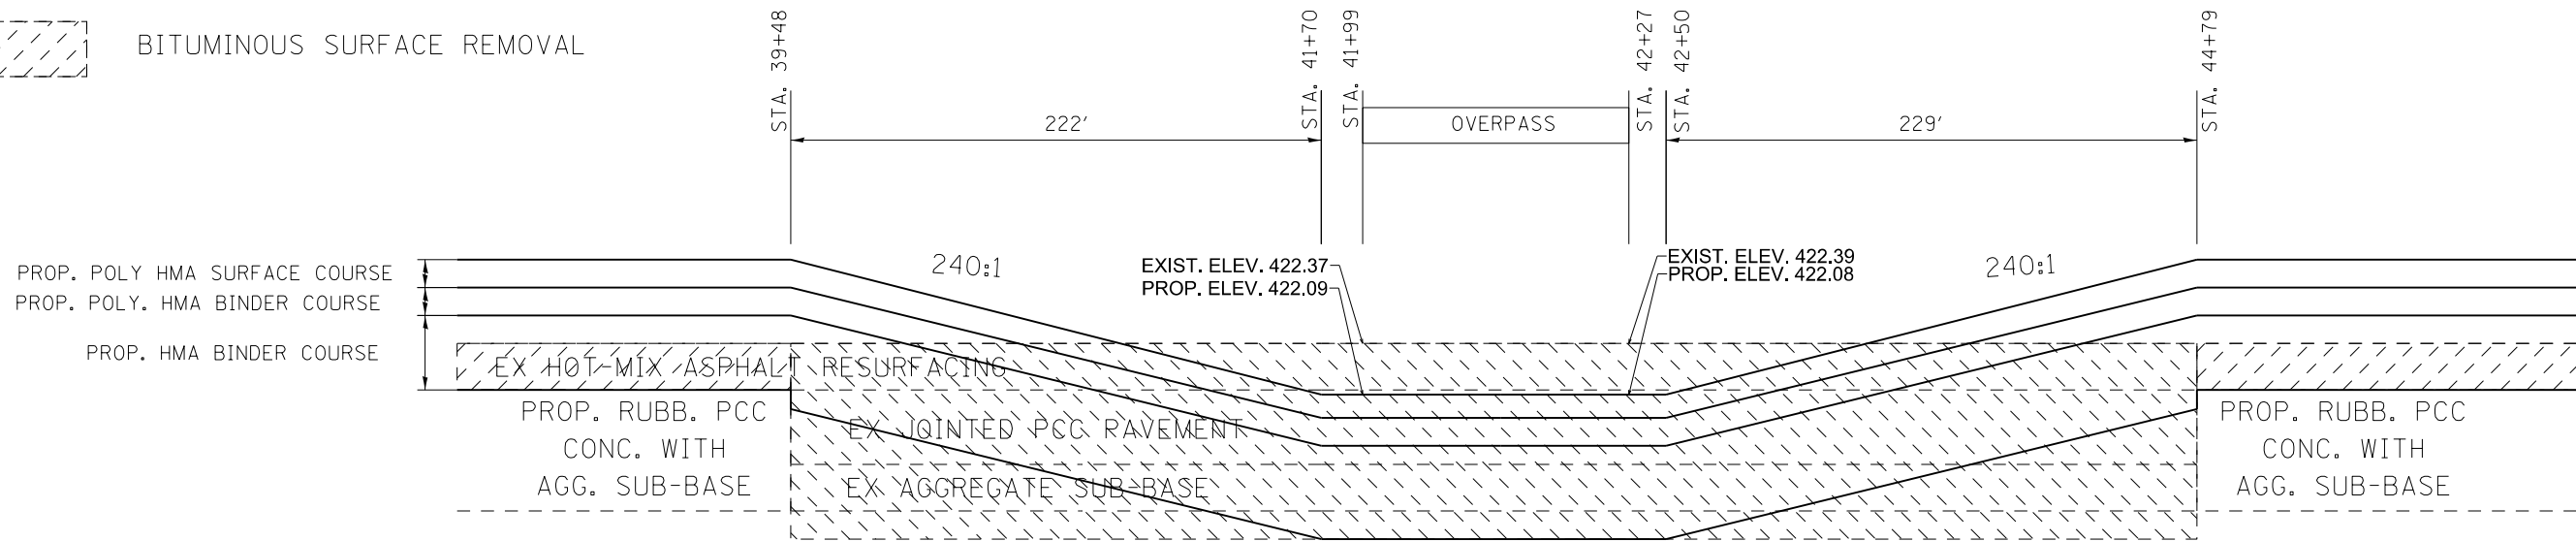 BITUMINOUS SURFACE REMOVAL
STA. 39+48
STA. 41+70
STA. 41+99
STA. 42+27
STA. 42+50
STA. 44+79
222'
OVERPASS
229'
PROP. POLY HMA SURFACE COURSE
PROP. POLY. HMA BINDER COURSE
PROP. HMA BINDER COURSE
240:1
EXIST. ELEV. 422.37
PROP. ELEV. 422.09
EXIST. ELEV. 422.39
PROP. ELEV. 422.08
240:1
EX HOT-MIX ASPHALT RESURFACING
PROP. RUBB. PCC
CONC. WITH
AGG. SUB-BASE
EX JOINTED PCC PAVEMENT
EX AGGREGATE SUB-BASE
PROP. RUBB. PCC
CONC. WITH
AGG. SUB-BASE